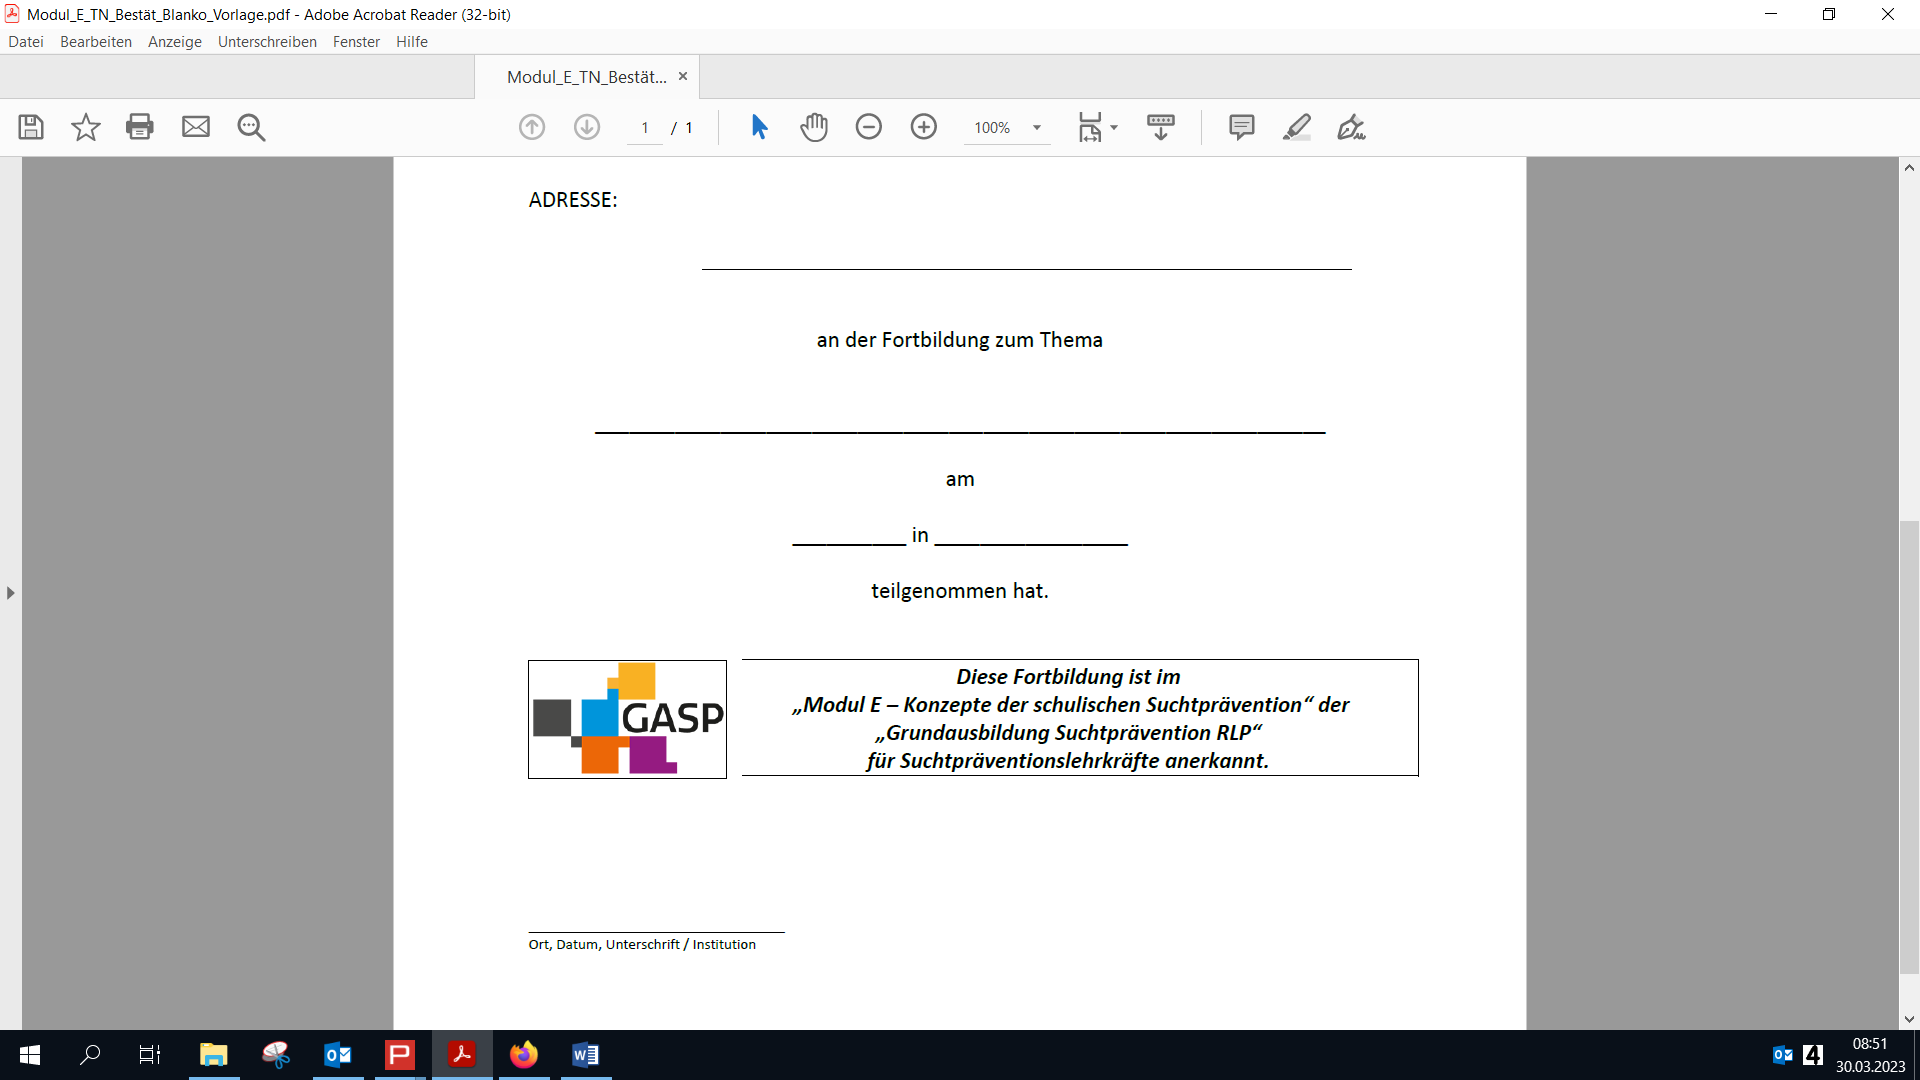 Modul_E_TN_Bestät_Blanko_Vorlage.pdf - Adobe Acrobat Reader (32-bit)
Datei Bearbeiten Anzeige Unterschreiben Fenster Hilfe
Modul_E_TN_Bestät... ×
1 / 1 100%
ADRESSE:
an der Fortbildung zum Thema
am
__________ in _________________
teilgenommen hat.
GASP
Diese Fortbildung ist im
„Modul E – Konzepte der schulischen Suchtprävention“ der
„Grundausbildung Suchtprävention RLP“
für Suchtpräventionslehrkräfte anerkannt.
Ort, Datum, Unterschrift / Institution
08:51
30.03.2023